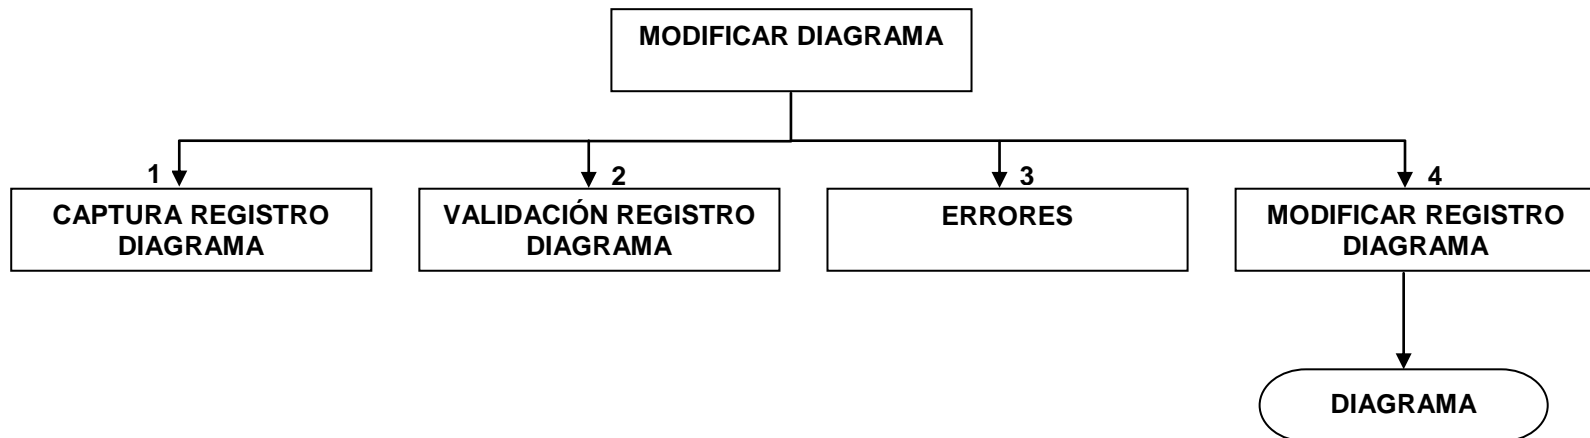 MODIFICAR DIAGRAMA
1
2
3
4
CAPTURA REGISTRO
DIAGRAMA
VALIDACIÓN REGISTRO
DIAGRAMA
ERRORES
MODIFICAR REGISTRO
DIAGRAMA
DIAGRAMA